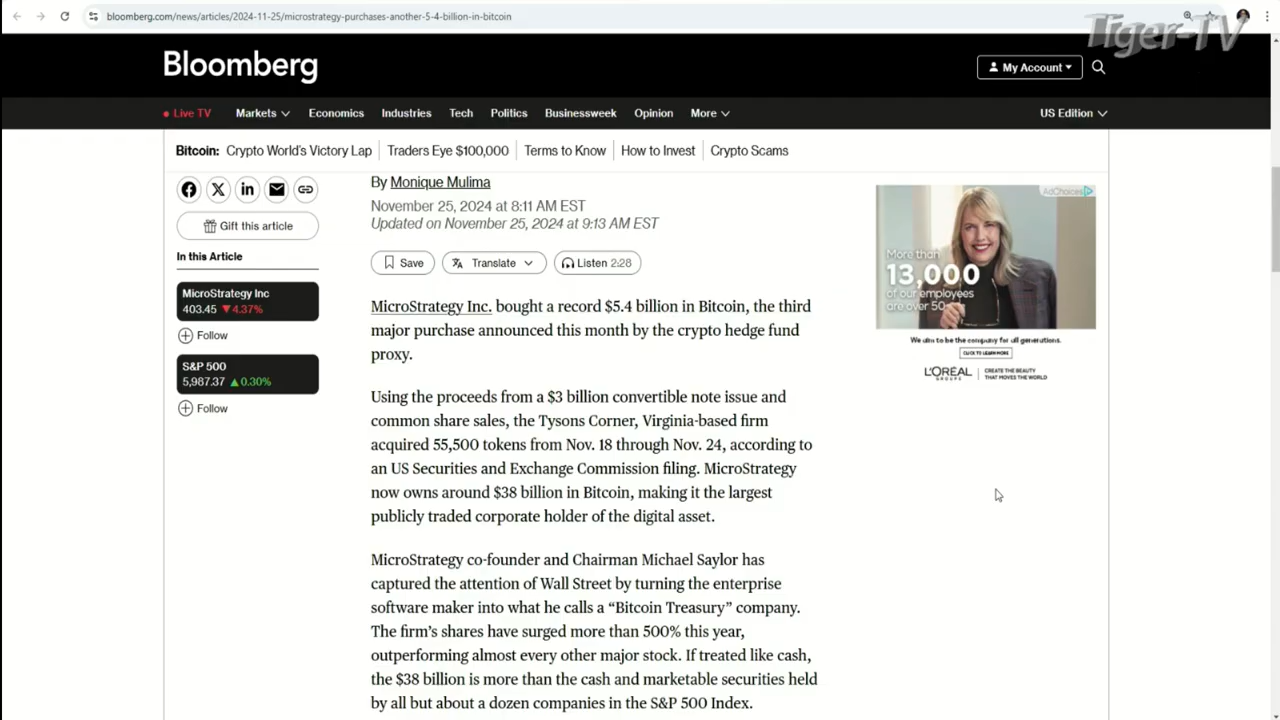 bloomberg.com/news/articles/2024-11-25/microstrategy-purchases-another-5-4-billion-in-bitcoin
Tiger-TV
Bloomberg
My Account
Live TV Markets Economics Industries Tech Politics Businessweek Opinion More US Edition
Bitcoin: Crypto World's Victory Lap Traders Eye $100,000 Terms to Know How to Invest Crypto Scams
By Monique Mulima
November 25, 2024 at 8:11 AM EST
Updated on November 25, 2024 at 9:13 AM EST
Gift this article
In this Article
MicroStrategy Inc
403.45 ▼4.37%
Follow
S&P 500
5,987.37 ▲0.30%
Follow
Save Translate Listen 2:28
MicroStrategy Inc. bought a record $5.4 billion in Bitcoin, the third
major purchase announced this month by the crypto hedge fund
proxy.
Using the proceeds from a $3 billion convertible note issue and
common share sales, the Tysons Corner, Virginia-based firm
acquired 55,500 tokens from Nov. 18 through Nov. 24, according to
an US Securities and Exchange Commission filing. MicroStrategy
now owns around $38 billion in Bitcoin, making it the largest
publicly traded corporate holder of the digital asset.
MicroStrategy co-founder and Chairman Michael Saylor has
captured the attention of Wall Street by turning the enterprise
software maker into what he calls a “Bitcoin Treasury” company.
The firm's shares have surged more than 500% this year,
outperforming almost every other major stock. If treated like cash,
the $38 billion is more than the cash and marketable securities held
by all but about a dozen companies in the S&P 500 Index.
AdChoices
More than
13,000
of our employees
are over 50
We aim to be the company for all generations.
CLICK TO LEARN MORE
L'ORÉAL
GROUPE
CREATE THE BEAUTY
THAT MOVES THE WORLD